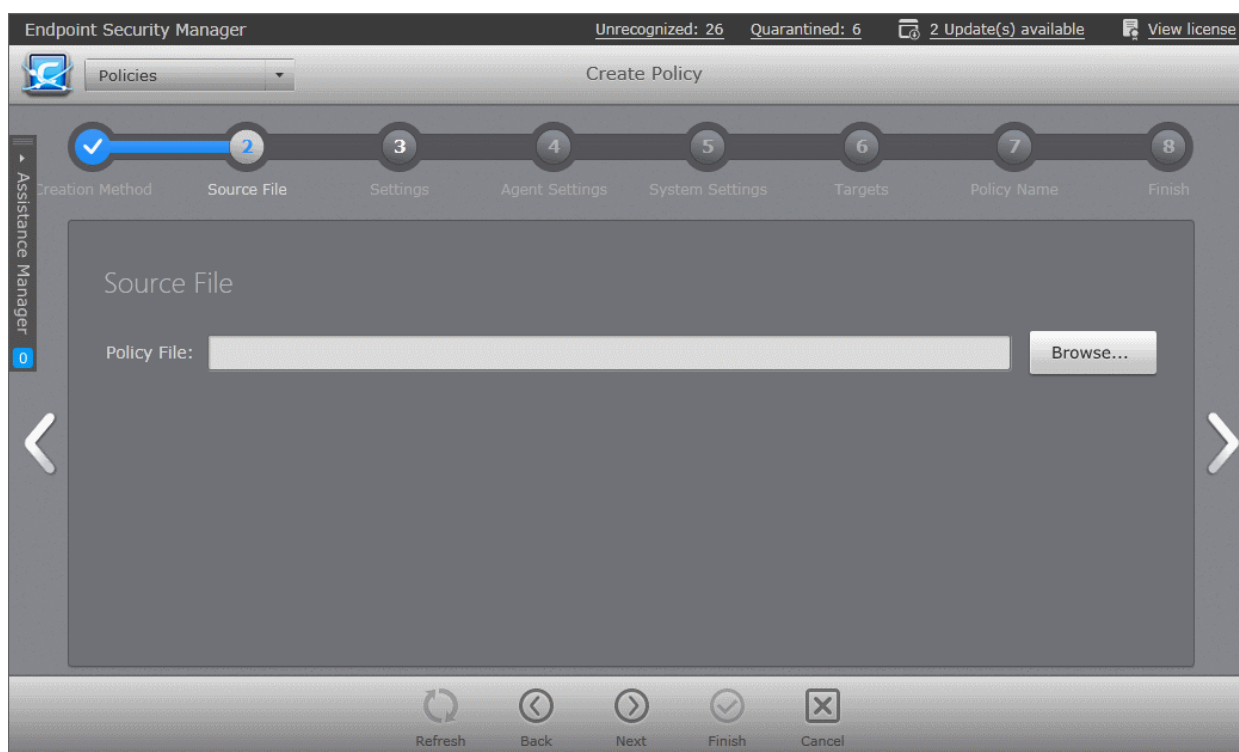 Endpoint Security Manager
Unrecognized: 26
Quarantined: 6
2 Update(s) available
View license
Policies
Create Policy
2
3
4
5
6
7
8
Creation Method
Source File
Settings
Agent Settings
System Settings
Targets
Policy Name
Finish
Assistance Manager
0
Source File
Policy File:
Browse...
Refresh
Back
Next
Finish
Cancel